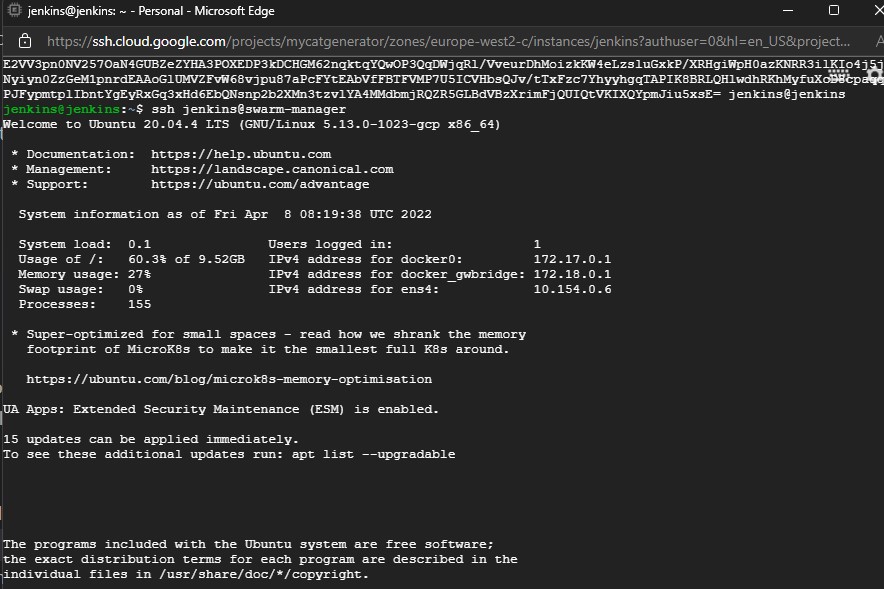 jenkins@jenkins: ~ - Personal - Microsoft Edge
https://ssh.cloud.google.com/projects/mycatgenerator/zones/europe-west2-c/instances/jenkins?authuser=0&hl=en_US&project...
jenkins@jenkins
jenkins@jenkins:~$ ssh jenkins@swarm-manager
Welcome to Ubuntu 20.04.4 LTS (GNU/Linux 5.13.0-1023-gcp x86_64)
* Documentation: https://help.ubuntu.com
* Management: https://landscape.canonical.com
* Support: https://ubuntu.com/advantage
System information as of Fri Apr 8 08:19:38 UTC 2022
System load: 0.1 Users logged in: 1
Usage of /: 60.3% of 9.52GB IPv4 address for docker0: 172.17.0.1
Memory usage: 27% IPv4 address for docker_gwbridge: 172.18.0.1
Swap usage: 0% IPv4 address for ens4: 10.154.0.6
Processes: 155
* Super-optimized for small spaces - read how we shrank the memory
footprint of MicroK8s to make it the smallest full K8s around.
https://ubuntu.com/blog/microk8s-memory-optimisation
UA Apps: Extended Security Maintenance (ESM) is enabled.
15 updates can be applied immediately.
To see these additional updates run: apt list --upgradable
The programs included with the Ubuntu system are free software;
the exact distribution terms for each program are described in the
individual files in /usr/share/doc/*/copyright.